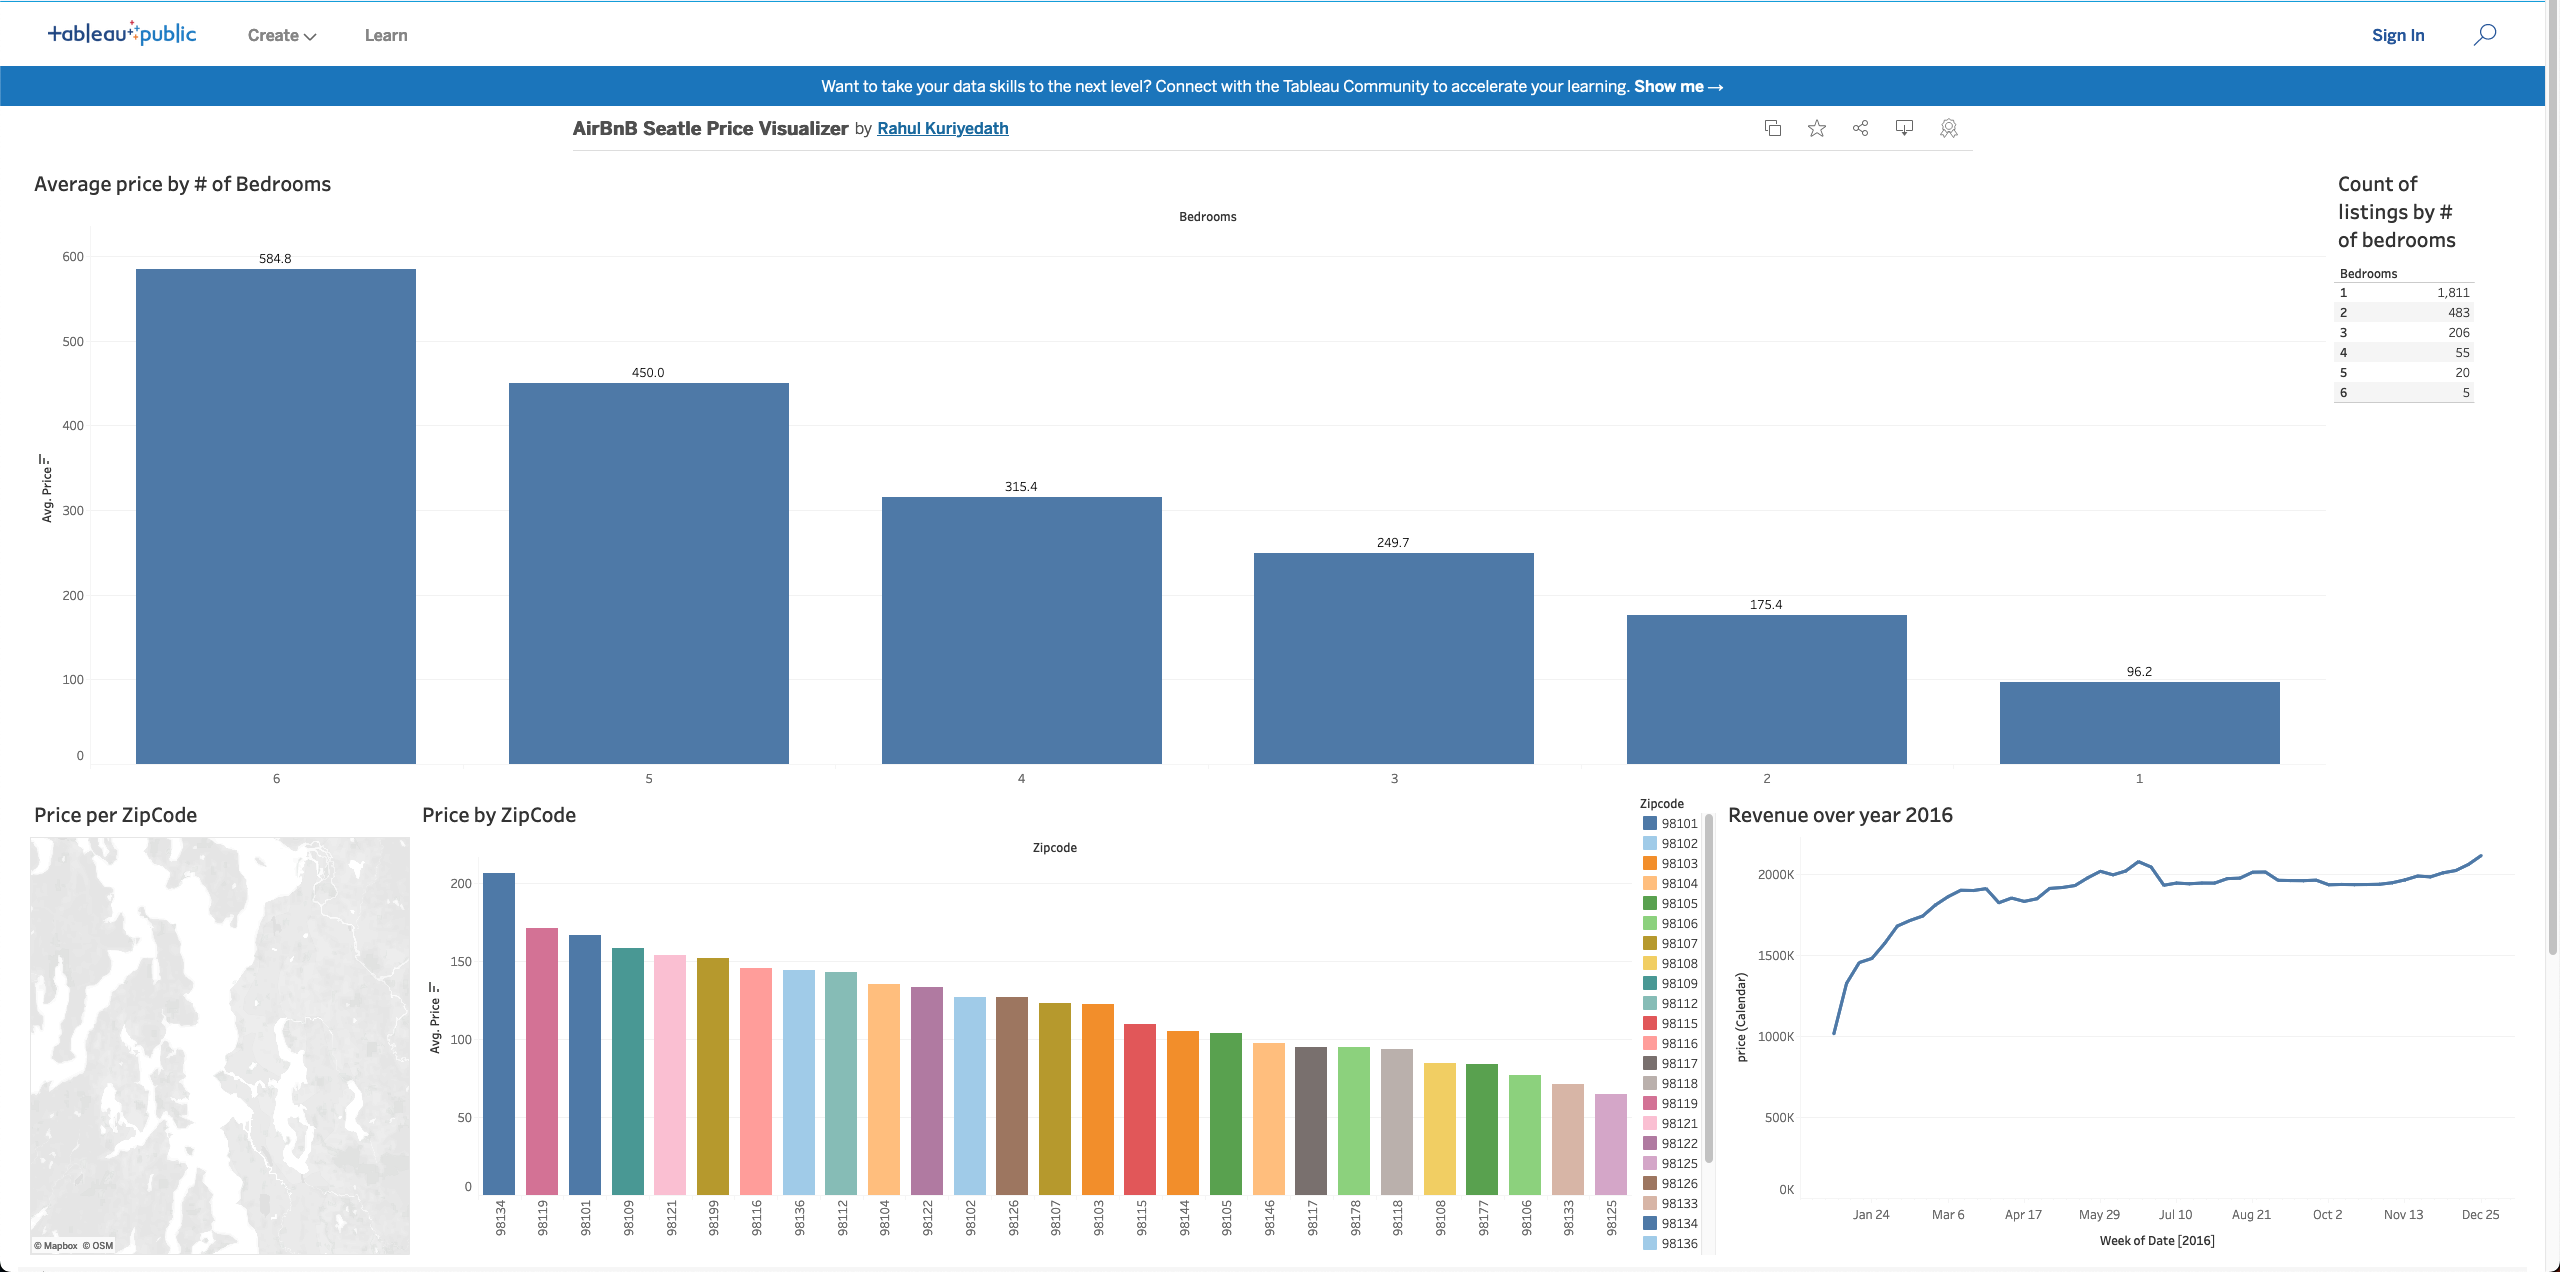 tableau public
Create
Learn
Sign In
Want to take your data skills to the next level? Connect with the Tableau Community to accelerate your learning. Show me →
AirBnB Seatle Price Visualizer by Rahul Kuriyedath
Average price by # of Bedrooms
Bedrooms
600
500
400
300
200
100
0
Avg. Price
584.8
450.0
315.4
249.7
175.4
96.2
6
5
4
3
2
1
Count of
listings by #
of bedrooms
Bedrooms
1 1,811
2 483
3 206
4 55
5 20
6 5
Price per ZipCode
© Mapbox © OSM
Price by ZipCode
Zipcode
200
150
100
50
0
Avg. Price
98134
98119
98101
98109
98121
98199
98116
98136
98112
98104
98122
98102
98126
98107
98103
98115
98144
98105
98146
98117
98178
98118
98108
98177
98106
98133
98125
Zipcode
98101
98102
98103
98104
98105
98106
98107
98108
98109
98112
98115
98116
98117
98118
98119
98121
98122
98125
98126
98133
98134
98136
Revenue over year 2016
2000K
1500K
1000K
500K
0K
price (Calendar)
Jan 24
Mar 6
Apr 17
May 29
Jul 10
Aug 21
Oct 2
Nov 13
Dec 25
Week of Date [2016]